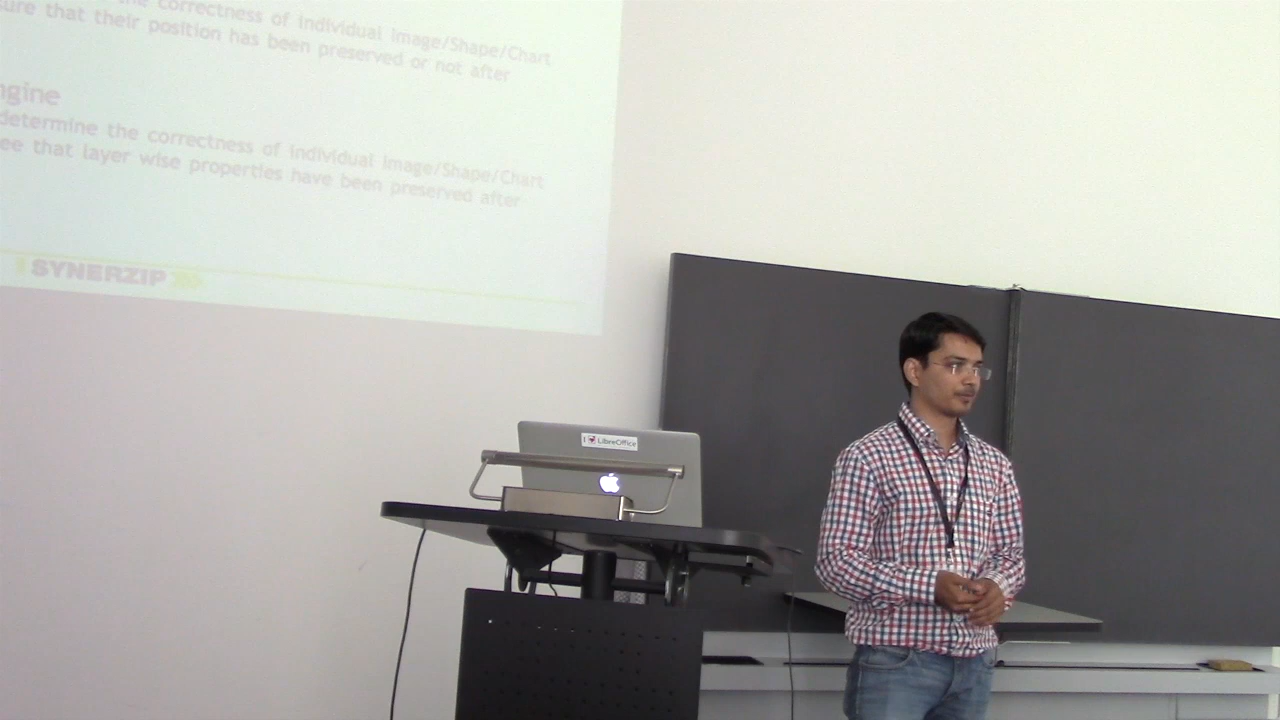 the correctness of individual Image/Shape/Chart
sure that their position has been preserved or not after
ngine
determine the correctness of individual Image/Shape/Chart
ee that layer wise properties have been preserved after
SYNERZIP
I LibreOffice